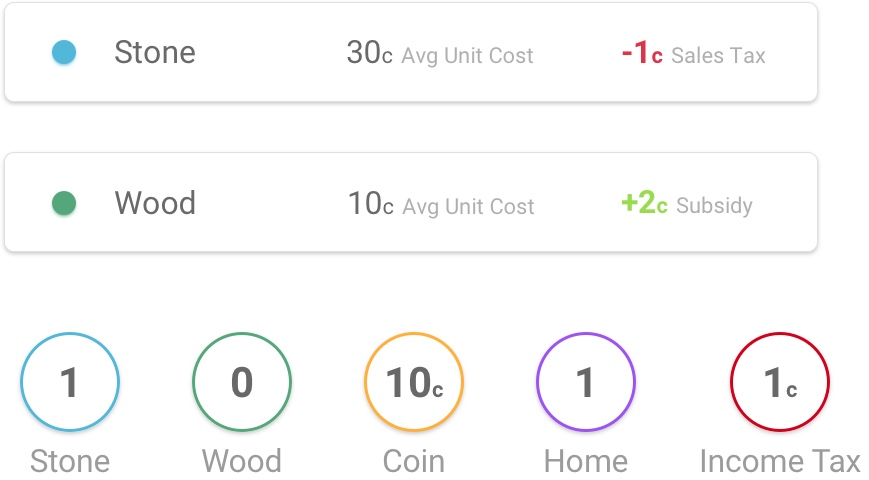 Stone 30c Avg Unit Cost -1c Sales Tax
Wood 10c Avg Unit Cost +2c Subsidy
1 0 10c 1 1c
Stone Wood Coin Home Income Tax